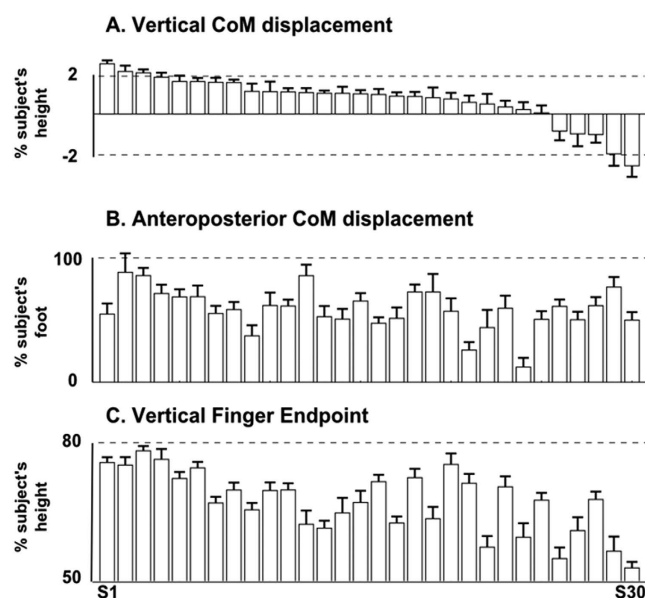 A. Vertical CoM displacement
% subject's
height
2
-2
B. Anteroposterior CoM displacement
% subject's
foot
100
0
C. Vertical Finger Endpoint
% subject's
height
80
50
S1
S30